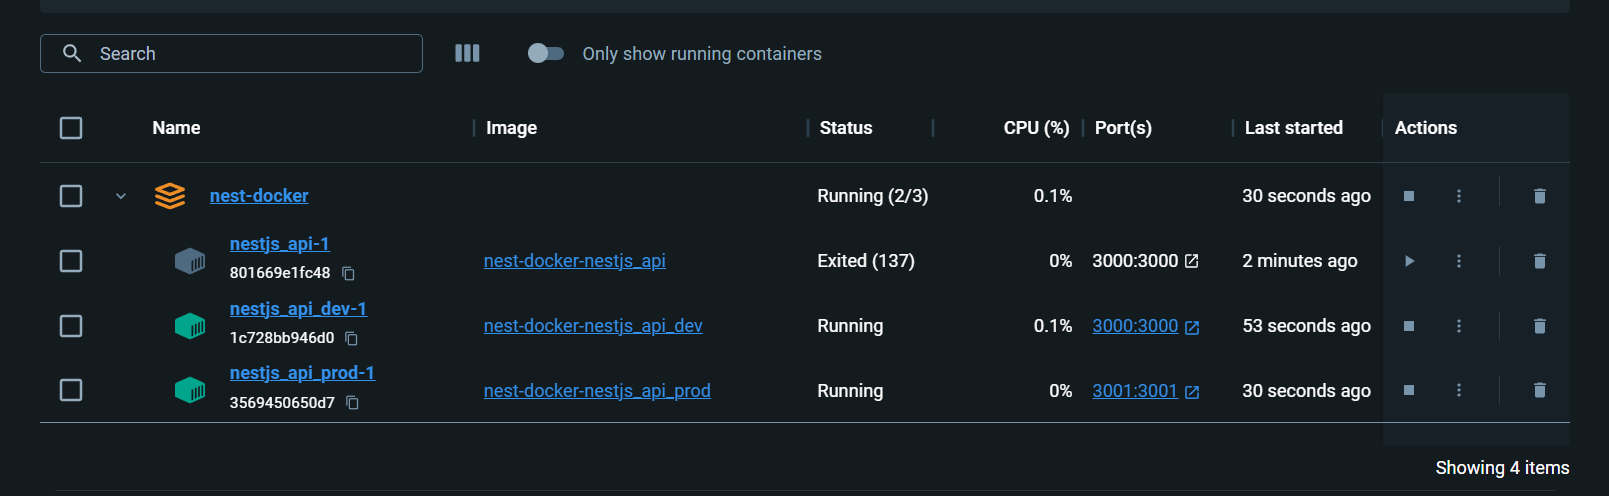 Search
Only show running containers
Name Image Status CPU (%) Port(s) Last started Actions
nest-docker Running (2/3) 0.1% 30 seconds ago
nestjs_api-1
801669e1fc48
nest-docker-nestjs_api Exited (137) 0% 3000:3000 2 minutes ago
nestjs_api_dev-1
1c728bb946d0
nest-docker-nestjs_api_dev Running 0.1% 3000:3000 53 seconds ago
nestjs_api_prod-1
3569450650d7
nest-docker-nestjs_api_prod Running 0% 3001:3001 30 seconds ago
Showing 4 items